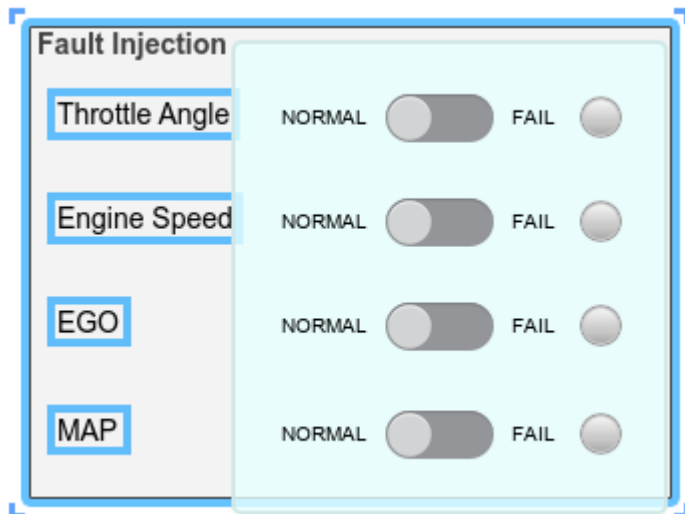 Fault Injection
Throttle Angle NORMAL FAIL
Engine Speed NORMAL FAIL
EGO NORMAL FAIL
MAP NORMAL FAIL